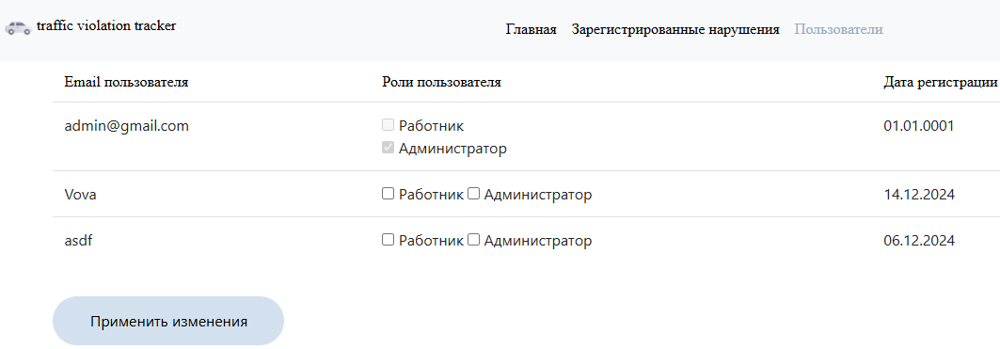 traffic violation tracker
Главная Зарегистрированные нарушения Пользователи
Email пользователя Роли пользователя Дата регистрации
admin@gmail.com Работник 01.01.0001
Администратор
Vova Работник Администратор 14.12.2024
asdf Работник Администратор 06.12.2024
Применить изменения